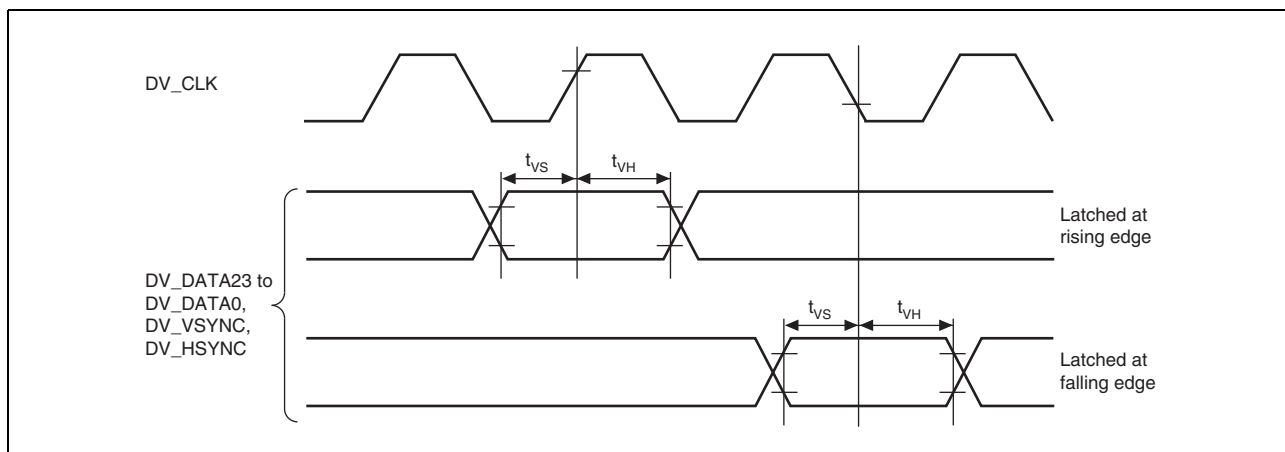 DV_CLK
tVS
tVH
Latched at
rising edge
DV_DATA23 to
DV_DATA0,
DV_VSYNC,
DV_HSYNC
tVS
tVH
Latched at
falling edge